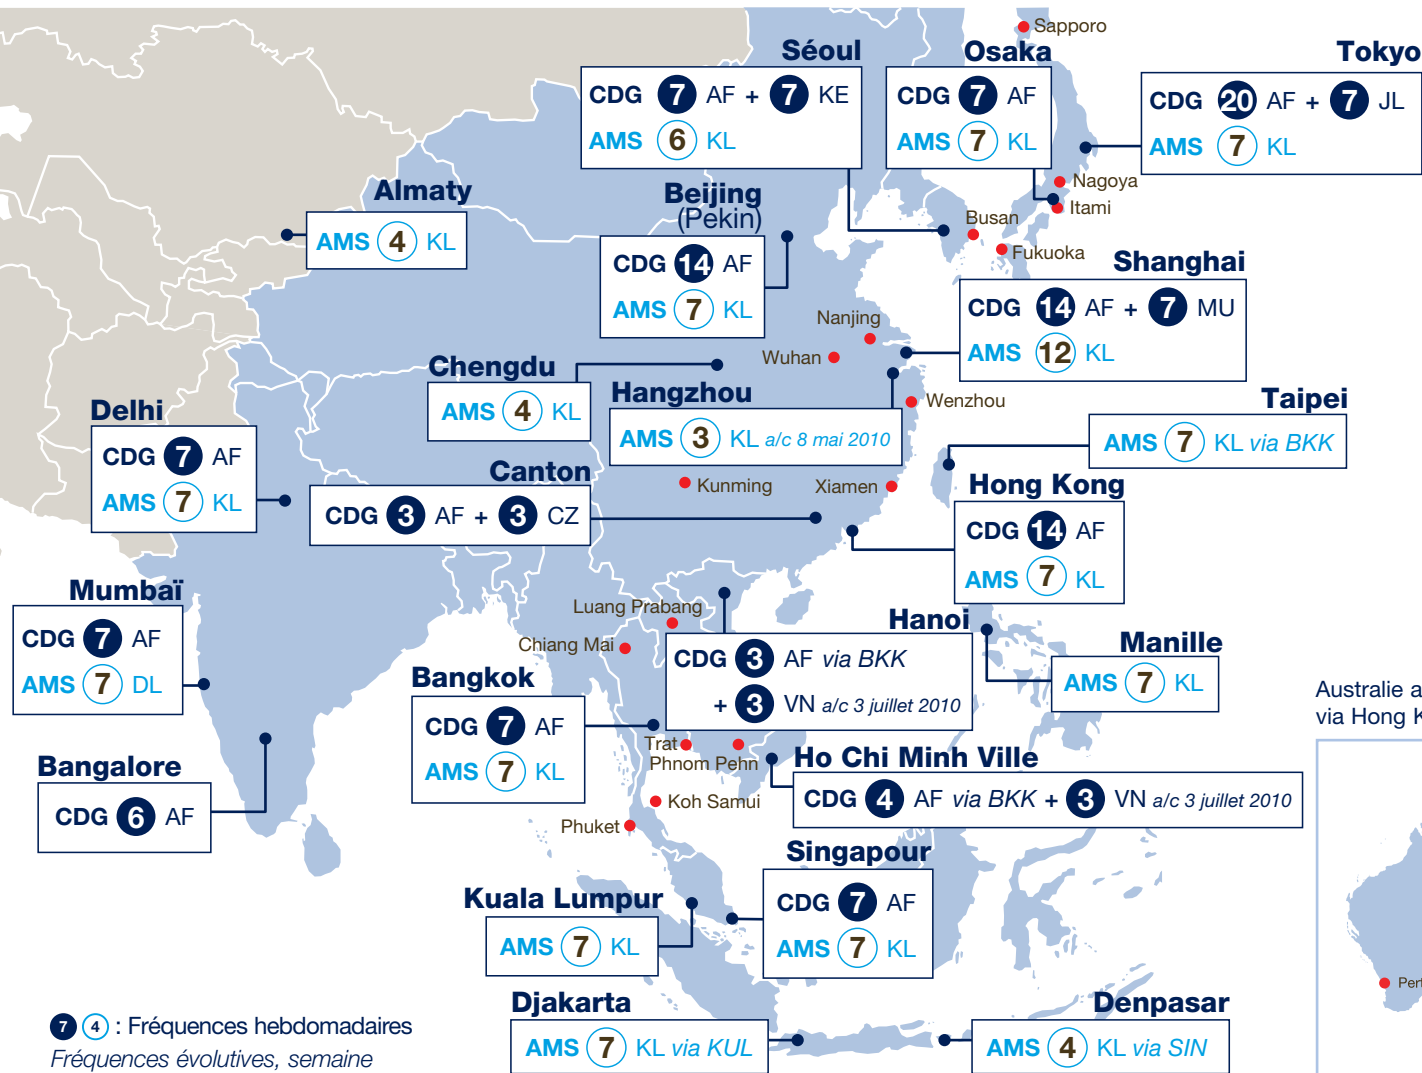 Sapporo
Séoul
CDG 7 AF + 7 KE
AMS 6 KL
Osaka
CDG 7 AF
AMS 7 KL
Tokyo
CDG 20 AF + 7 JL
AMS 7 KL
Nagoya
Itami
Busan
Fukuoka
Almaty
AMS 4 KL
Beijing
(Pekin)
CDG 14 AF
AMS 7 KL
Shanghai
CDG 14 AF + 7 MU
AMS 12 KL
Nanjing
Wuhan
Chengdu
AMS 4 KL
Hangzhou
AMS 3 KL a/c 8 mai 2010
Wenzhou
Taipei
AMS 7 KL via BKK
Delhi
CDG 7 AF
AMS 7 KL
Canton
CDG 3 AF + 3 CZ
Kunming
Xiamen
Hong Kong
CDG 14 AF
AMS 7 KL
Mumbaï
CDG 7 AF
AMS 7 DL
Luang Prabang
Chiang Mai
Hanoi
CDG 3 AF via BKK
+ 3 VN a/c 3 juillet 2010
Manille
AMS 7 KL
Bangkok
CDG 7 AF
AMS 7 KL
Trat
Phnom Pehn
Australie a
via Hong K
Bangalore
CDG 6 AF
Ho Chi Minh Ville
CDG 4 AF via BKK + 3 VN a/c 3 juillet 2010
Koh Samui
Phuket
Singapour
CDG 7 AF
AMS 7 KL
Kuala Lumpur
AMS 7 KL
Pert
Djakarta
AMS 7 KL via KUL
Denpasar
AMS 4 KL via SIN
7 4 : Fréquences hebdomadaires
Fréquences évolutives, semaine